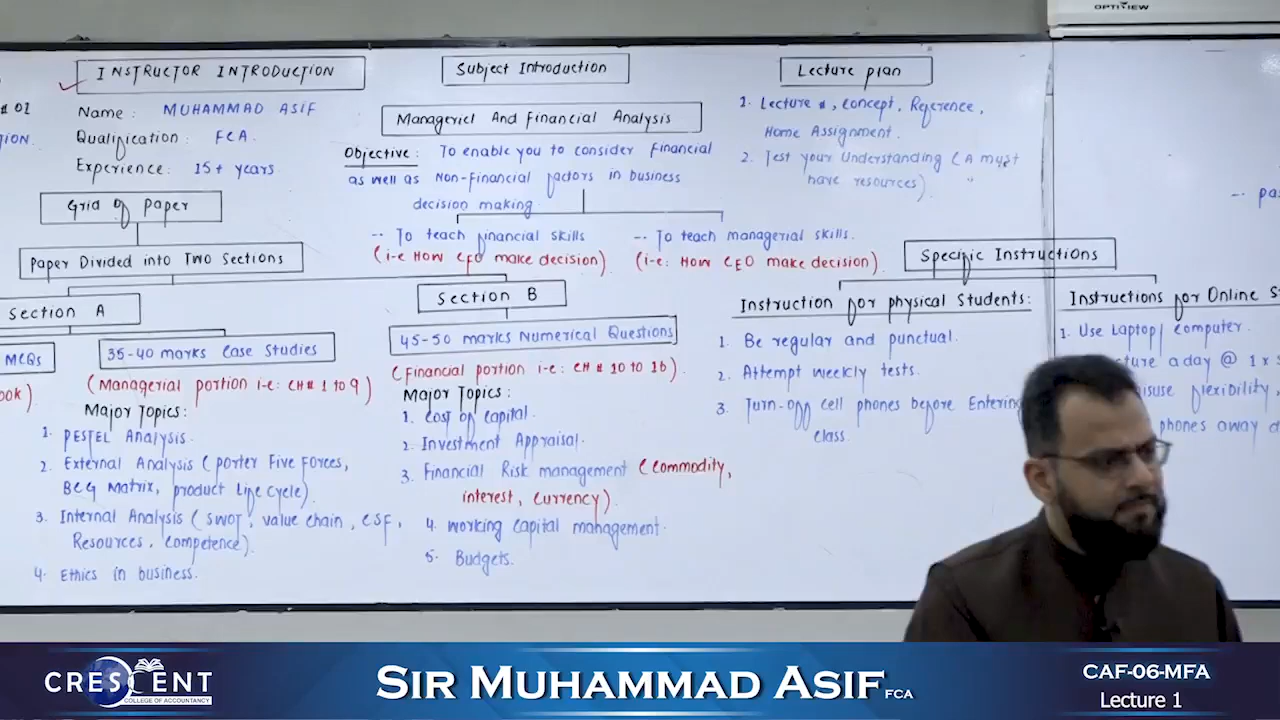 OPTIVIEW
# 01
INSTRUCTOR INTRODUCTION
Name: MUHAMMAD ASIF
Qualification: FCA.
Experience: 15+ years
Grid of Paper
Paper Divided into Two Sections
Section A
MCQs
35-40 marks Case Studies
(Managerial portion i-e: CH# 1 to 9)
Major Topics:
1. PESTEL Analysis.
2. External Analysis (porter Five Forces,
BCG Matrix, product Life Cycle).
3. Internal Analysis (SWOT, value chain, CSF,
Resources, Competence).
4. Ethics in business.
Subject Introduction
Managericl And Financial Analysis
Objective: To enable you to consider financial
as well as Non-financial factors in business
decision making.
-- To teach financial skills
(i-e How CFO make decision)
-- To teach managerial skills.
(i-e: How CEO make decision).
Section B
45-50 marks Numerical Questions
(Financial portion i-e: CH # 10 to 16).
Major Topics:
1. Cost of capital.
2. Investment Appraisal.
3. Financial Risk management (Commodity,
interest, Currency).
4. Working capital management.
5. Budgets.
Lecture plan
1. Lecture #, concept, Reference,
Home Assignment.
2. Test your Understanding (A must
have resources).
Specific Instructions
Instruction for physical Students:
1. Be regular and punctual.
2. Attempt weekly tests.
3. Turn-off cell phones before Entering
class.
Instructions for Online
1. Use Laptop/computer.
a day @ 1 x
flexibility,
phones away
CRESCENT
COLLEGE OF ACCOUNTANCY
SIR MUHAMMAD ASIF FCA
CAF-06-MFA
Lecture 1